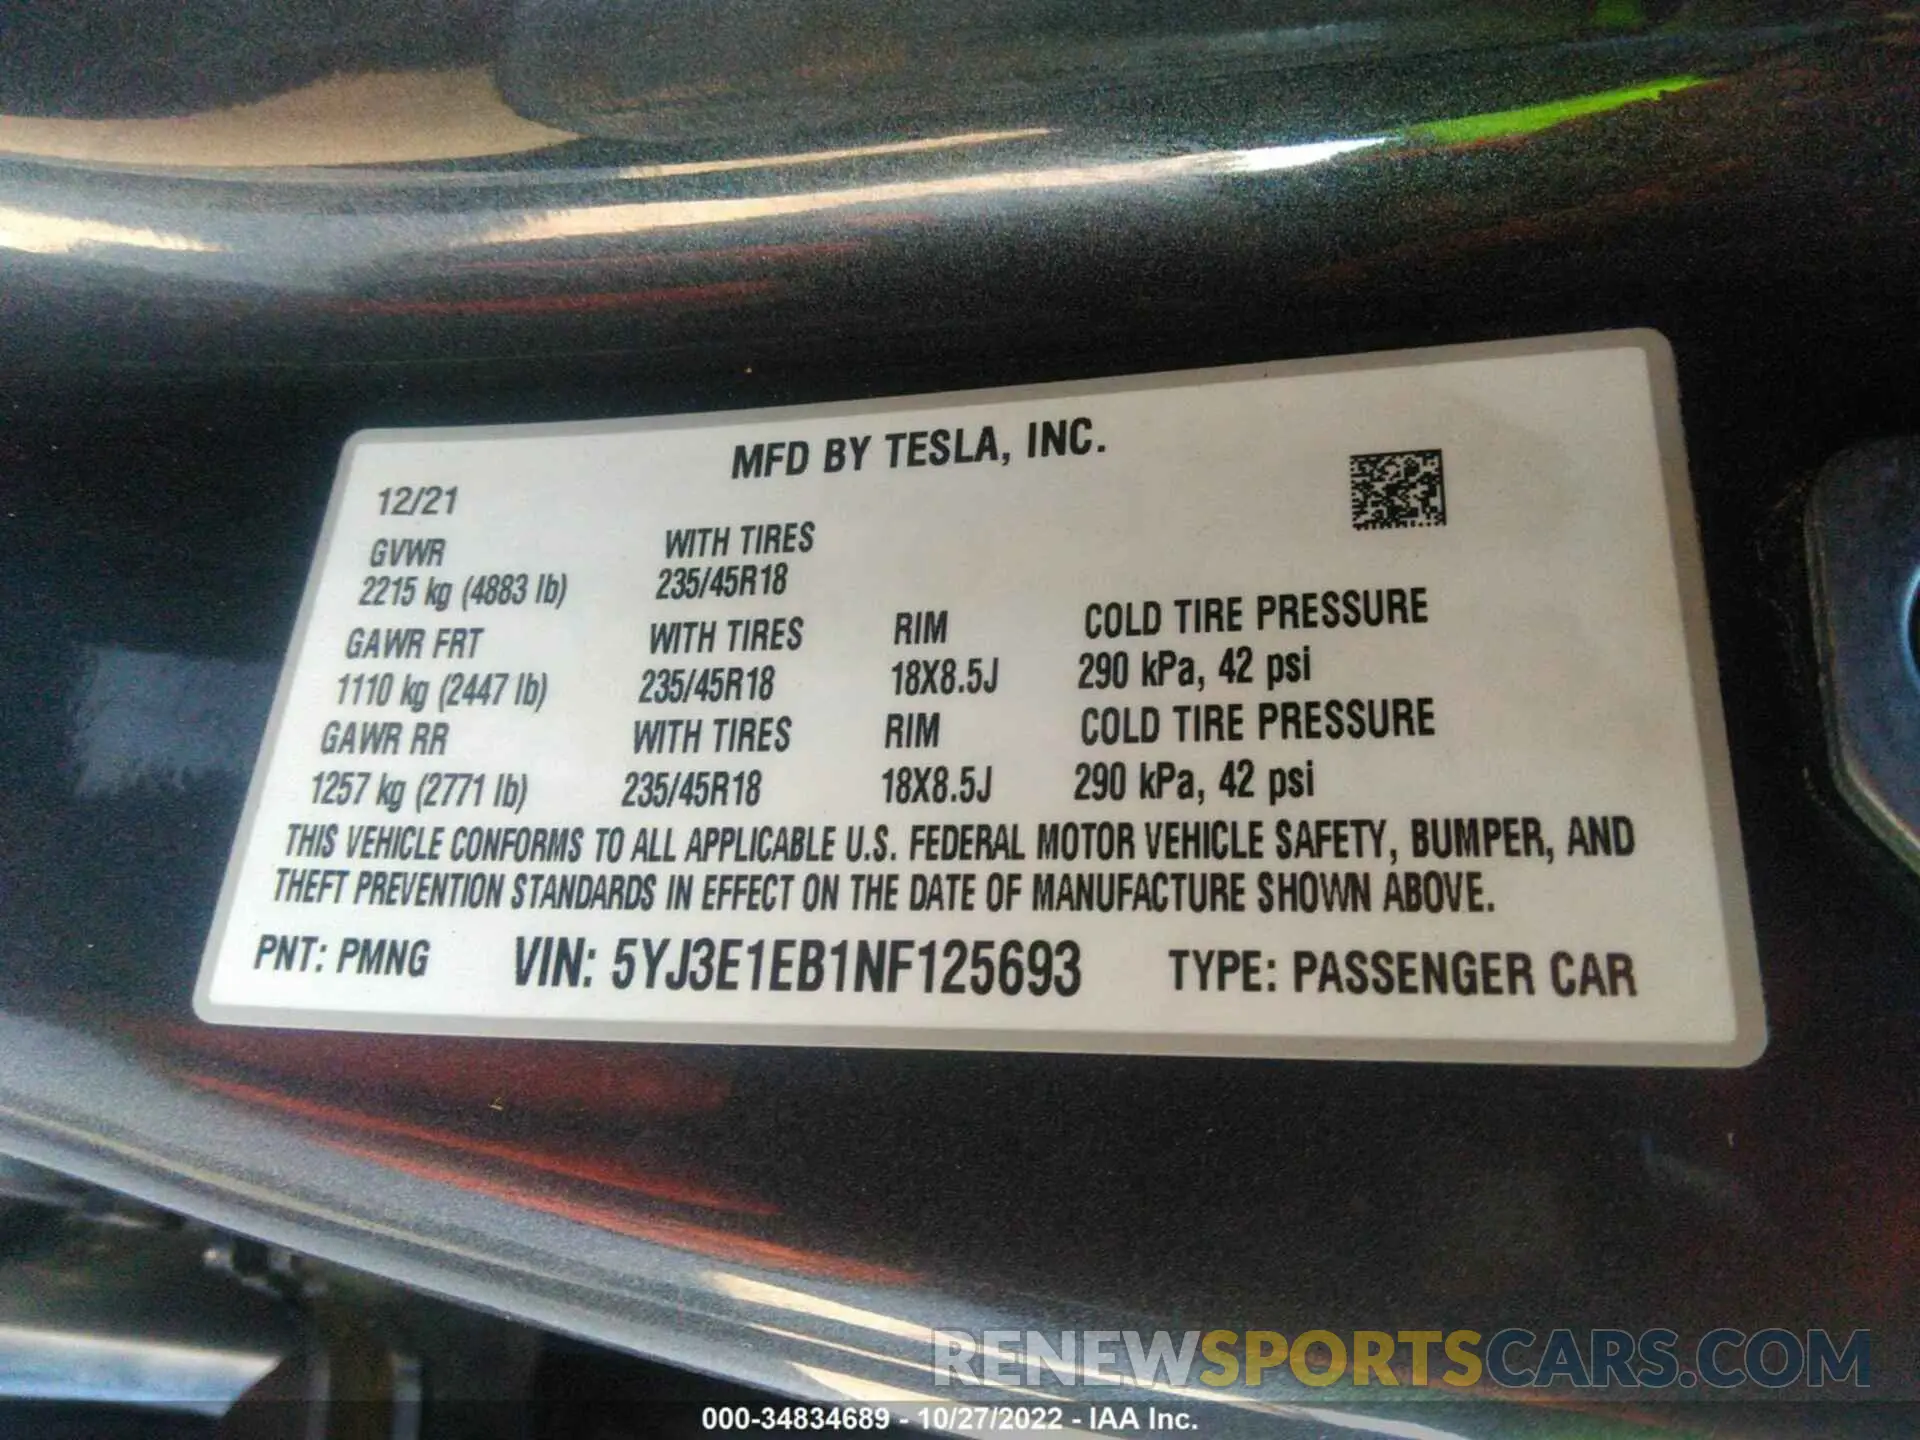 MFD BY TESLA, INC.
12/21
GVWR WITH TIRES
2215 kg (4883 lb) 235/45R18
GAWR FRT WITH TIRES RIM COLD TIRE PRESSURE
1110 kg (2447 lb) 235/45R18 18X8.5J 290 kPa, 42 psi
GAWR RR WITH TIRES RIM COLD TIRE PRESSURE
1257 kg (2771 lb) 235/45R18 18X8.5J 290 kPa, 42 psi
THIS VEHICLE CONFORMS TO ALL APPLICABLE U.S. FEDERAL MOTOR VEHICLE SAFETY, BUMPER, AND
THEFT PREVENTION STANDARDS IN EFFECT ON THE DATE OF MANUFACTURE SHOWN ABOVE.
PNT: PMNG VIN: 5YJ3E1EB1NF125693 TYPE: PASSENGER CAR
RENEWSPORTSCARS.COM
000-34834689 - 10/27/2022 - IAA Inc.